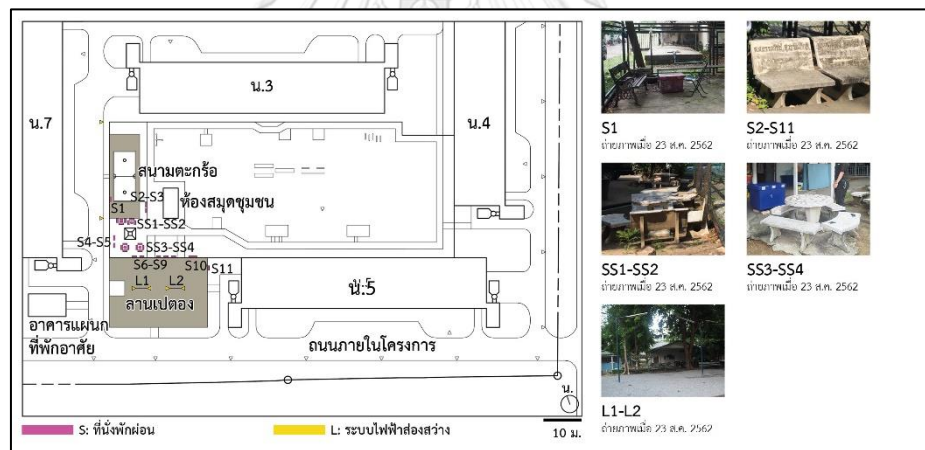 น.3
น.7
น.4
สนามตะกร้อ
S2-S3
S1
ห้องสมุดชุมชน
SS1-SS2
S4-S5
SS3-SS4
S6-S9
S10
S11
L1
L2
น.5
ลานเปตอง
อาคารแผนก
ที่พักอาศัย
ถนนภายในโครงการ
น.
S: ที่นั่งพักผ่อน
L: ระบบไฟฟ้าส่องสว่าง
10 ม.
S1
ถ่ายภาพเมื่อ 23 ส.ค. 2562
S2-S11
ถ่ายภาพเมื่อ 23 ส.ค. 2562
SS1-SS2
ถ่ายภาพเมื่อ 23 ส.ค. 2562
SS3-SS4
ถ่ายภาพเมื่อ 23 ส.ค. 2562
L1-L2
ถ่ายภาพเมื่อ 23 ส.ค. 2562